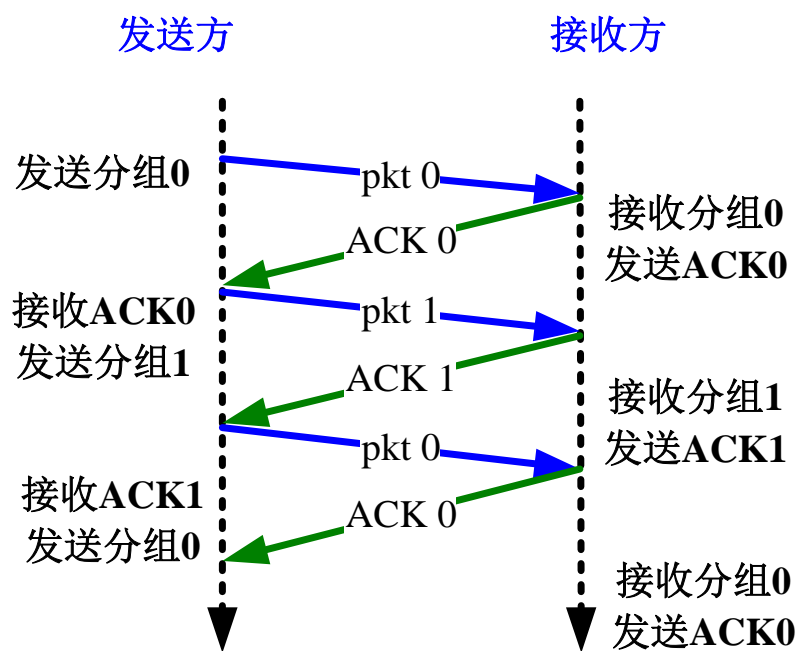 发送方
接收方
发送分组0
pkt 0
接收分组0
发送ACK0
ACK 0
接收ACK0
发送分组1
pkt 1
ACK 1
接收分组1
发送ACK1
pkt 0
接收ACK1
发送分组0
ACK 0
接收分组0
发送ACK0